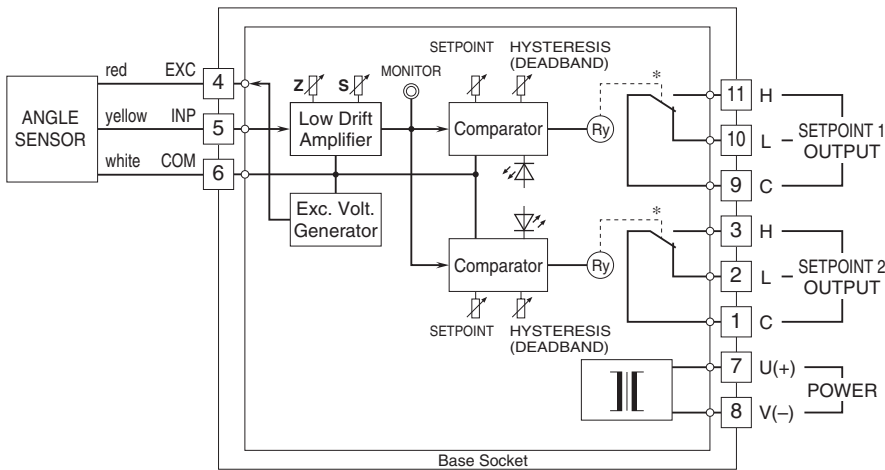 SETPOINT HYSTERESIS
(DEADBAND)
MONITOR
*
Z S
red EXC 4
ANGLE
SENSOR
yellow INP 5
white COM 6
Low Drift
Amplifier
Comparator
Ry
Exc. Volt.
Generator
11 H
10 L
9 C
SETPOINT 1
OUTPUT
*
Comparator
Ry
3 H
2 L
1 C
SETPOINT 2
OUTPUT
SETPOINT HYSTERESIS
(DEADBAND)
7 U(+)
8 V(–)
POWER
Base Socket